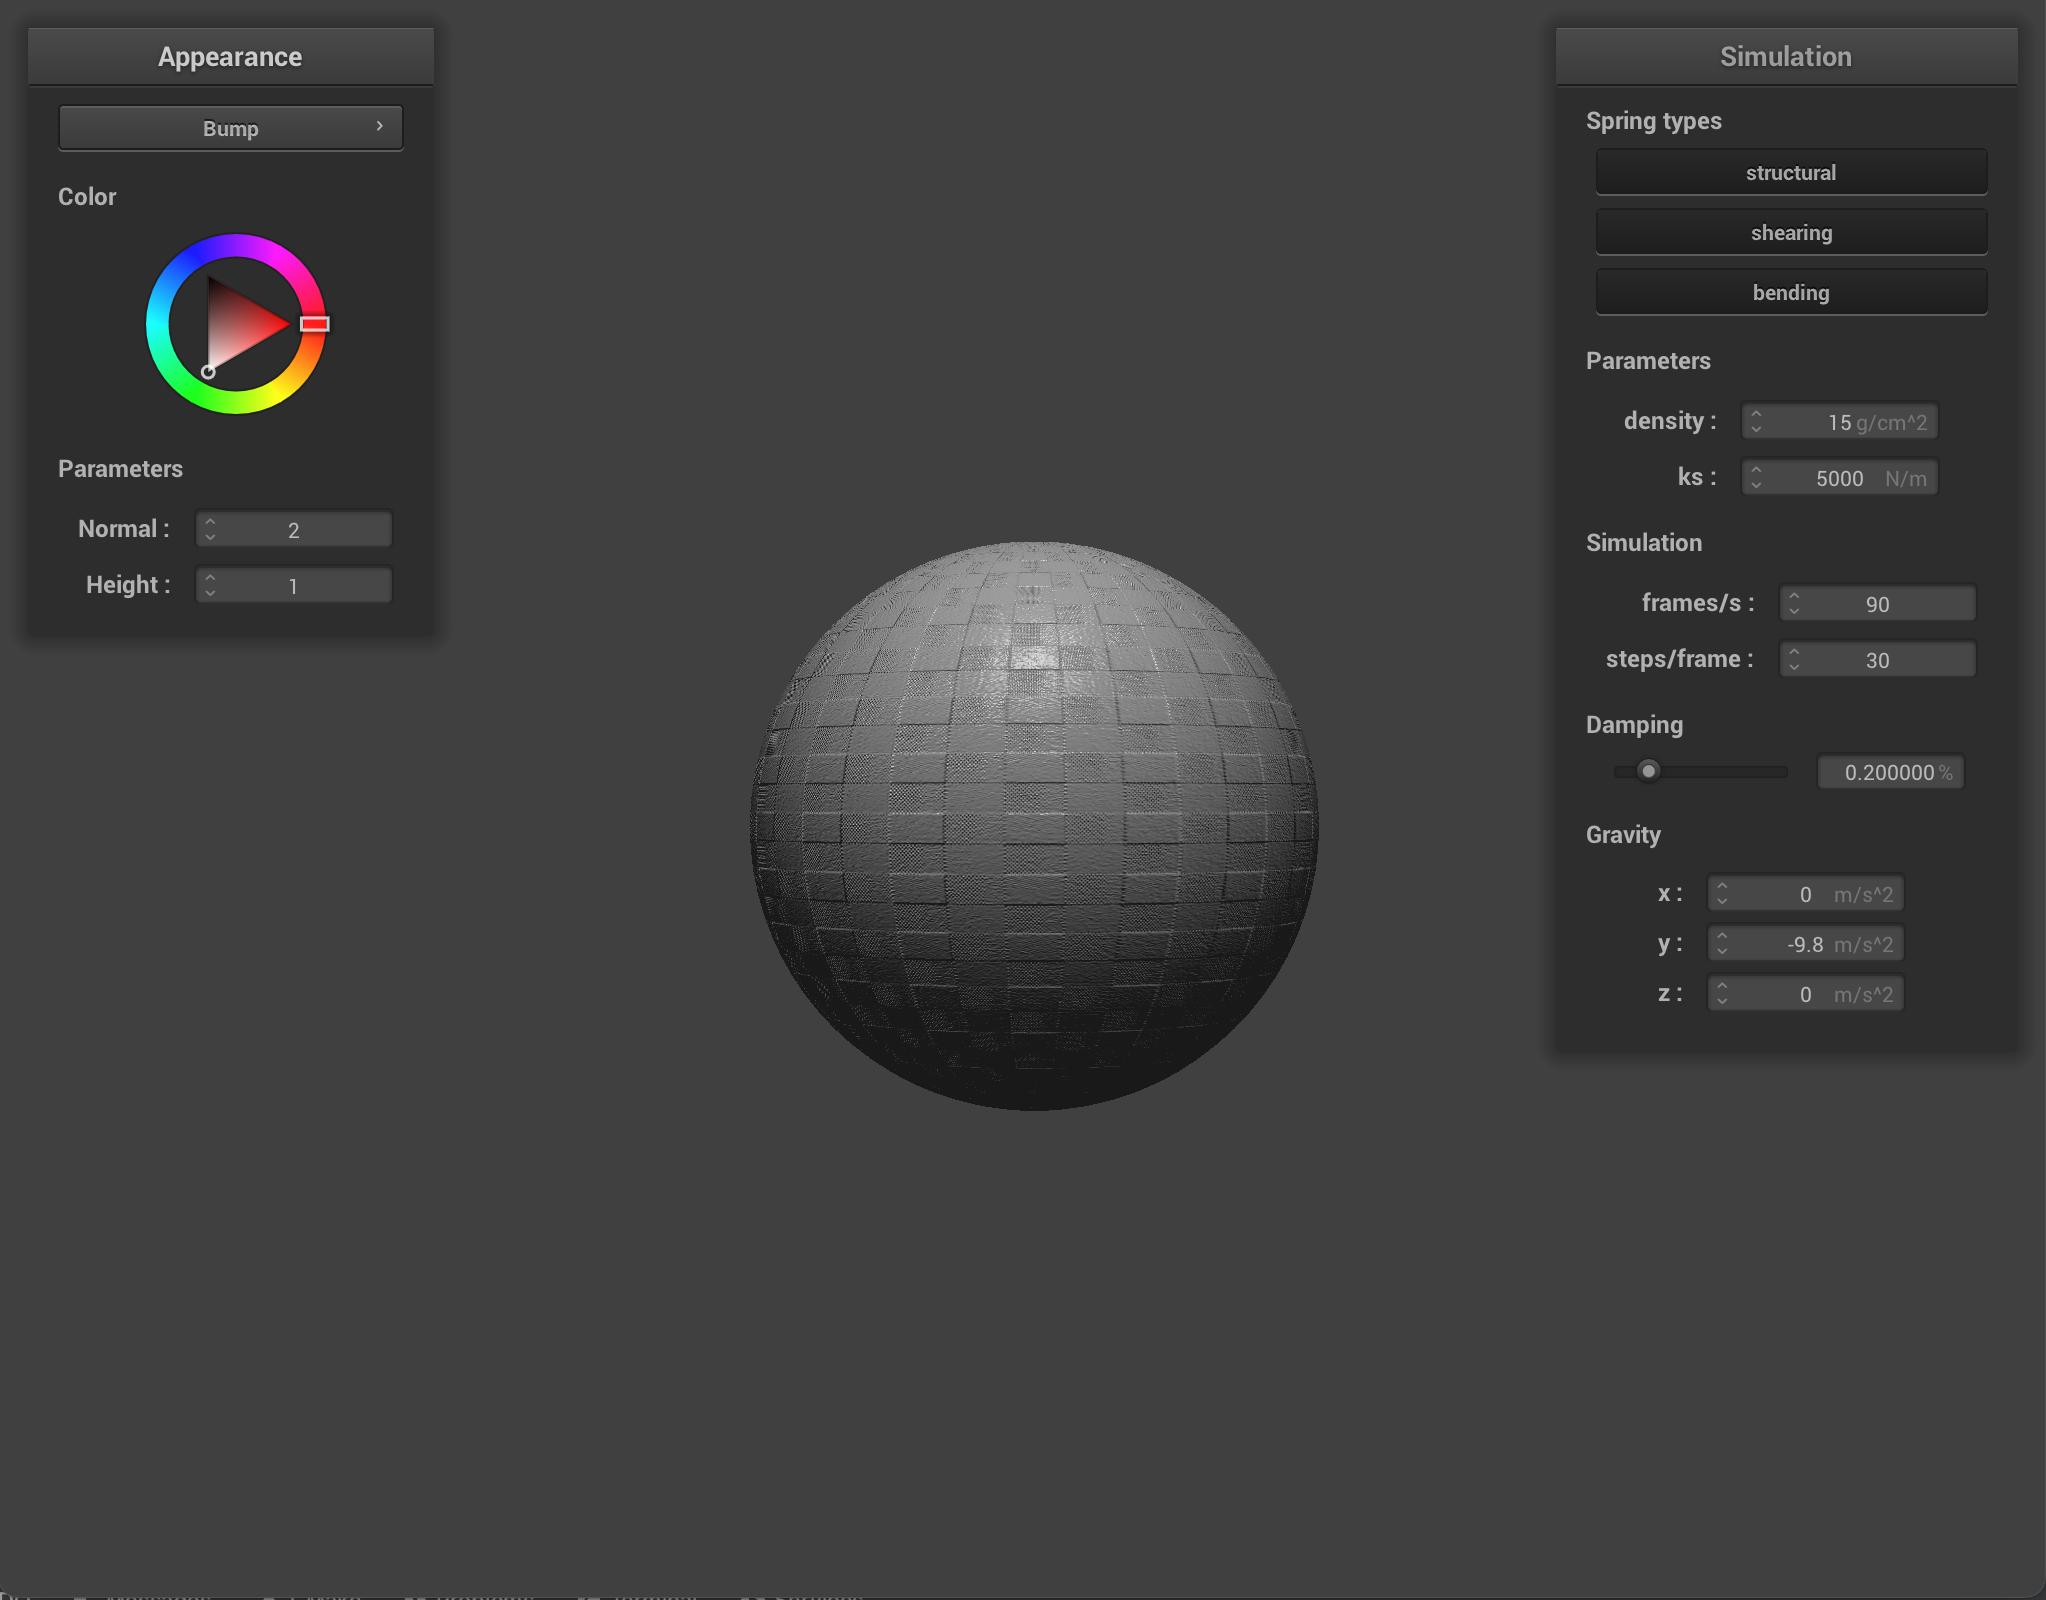 Appearance
Bump
Color
Parameters
Normal : 2
Height : 1
Simulation
Spring types
structural
shearing
bending
Parameters
density : 15 g/cm^2
ks : 5000 N/m
Simulation
frames/s : 90
steps/frame : 30
Damping
0.200000 %
Gravity
x : 0 m/s^2
y : -9.8 m/s^2
z : 0 m/s^2